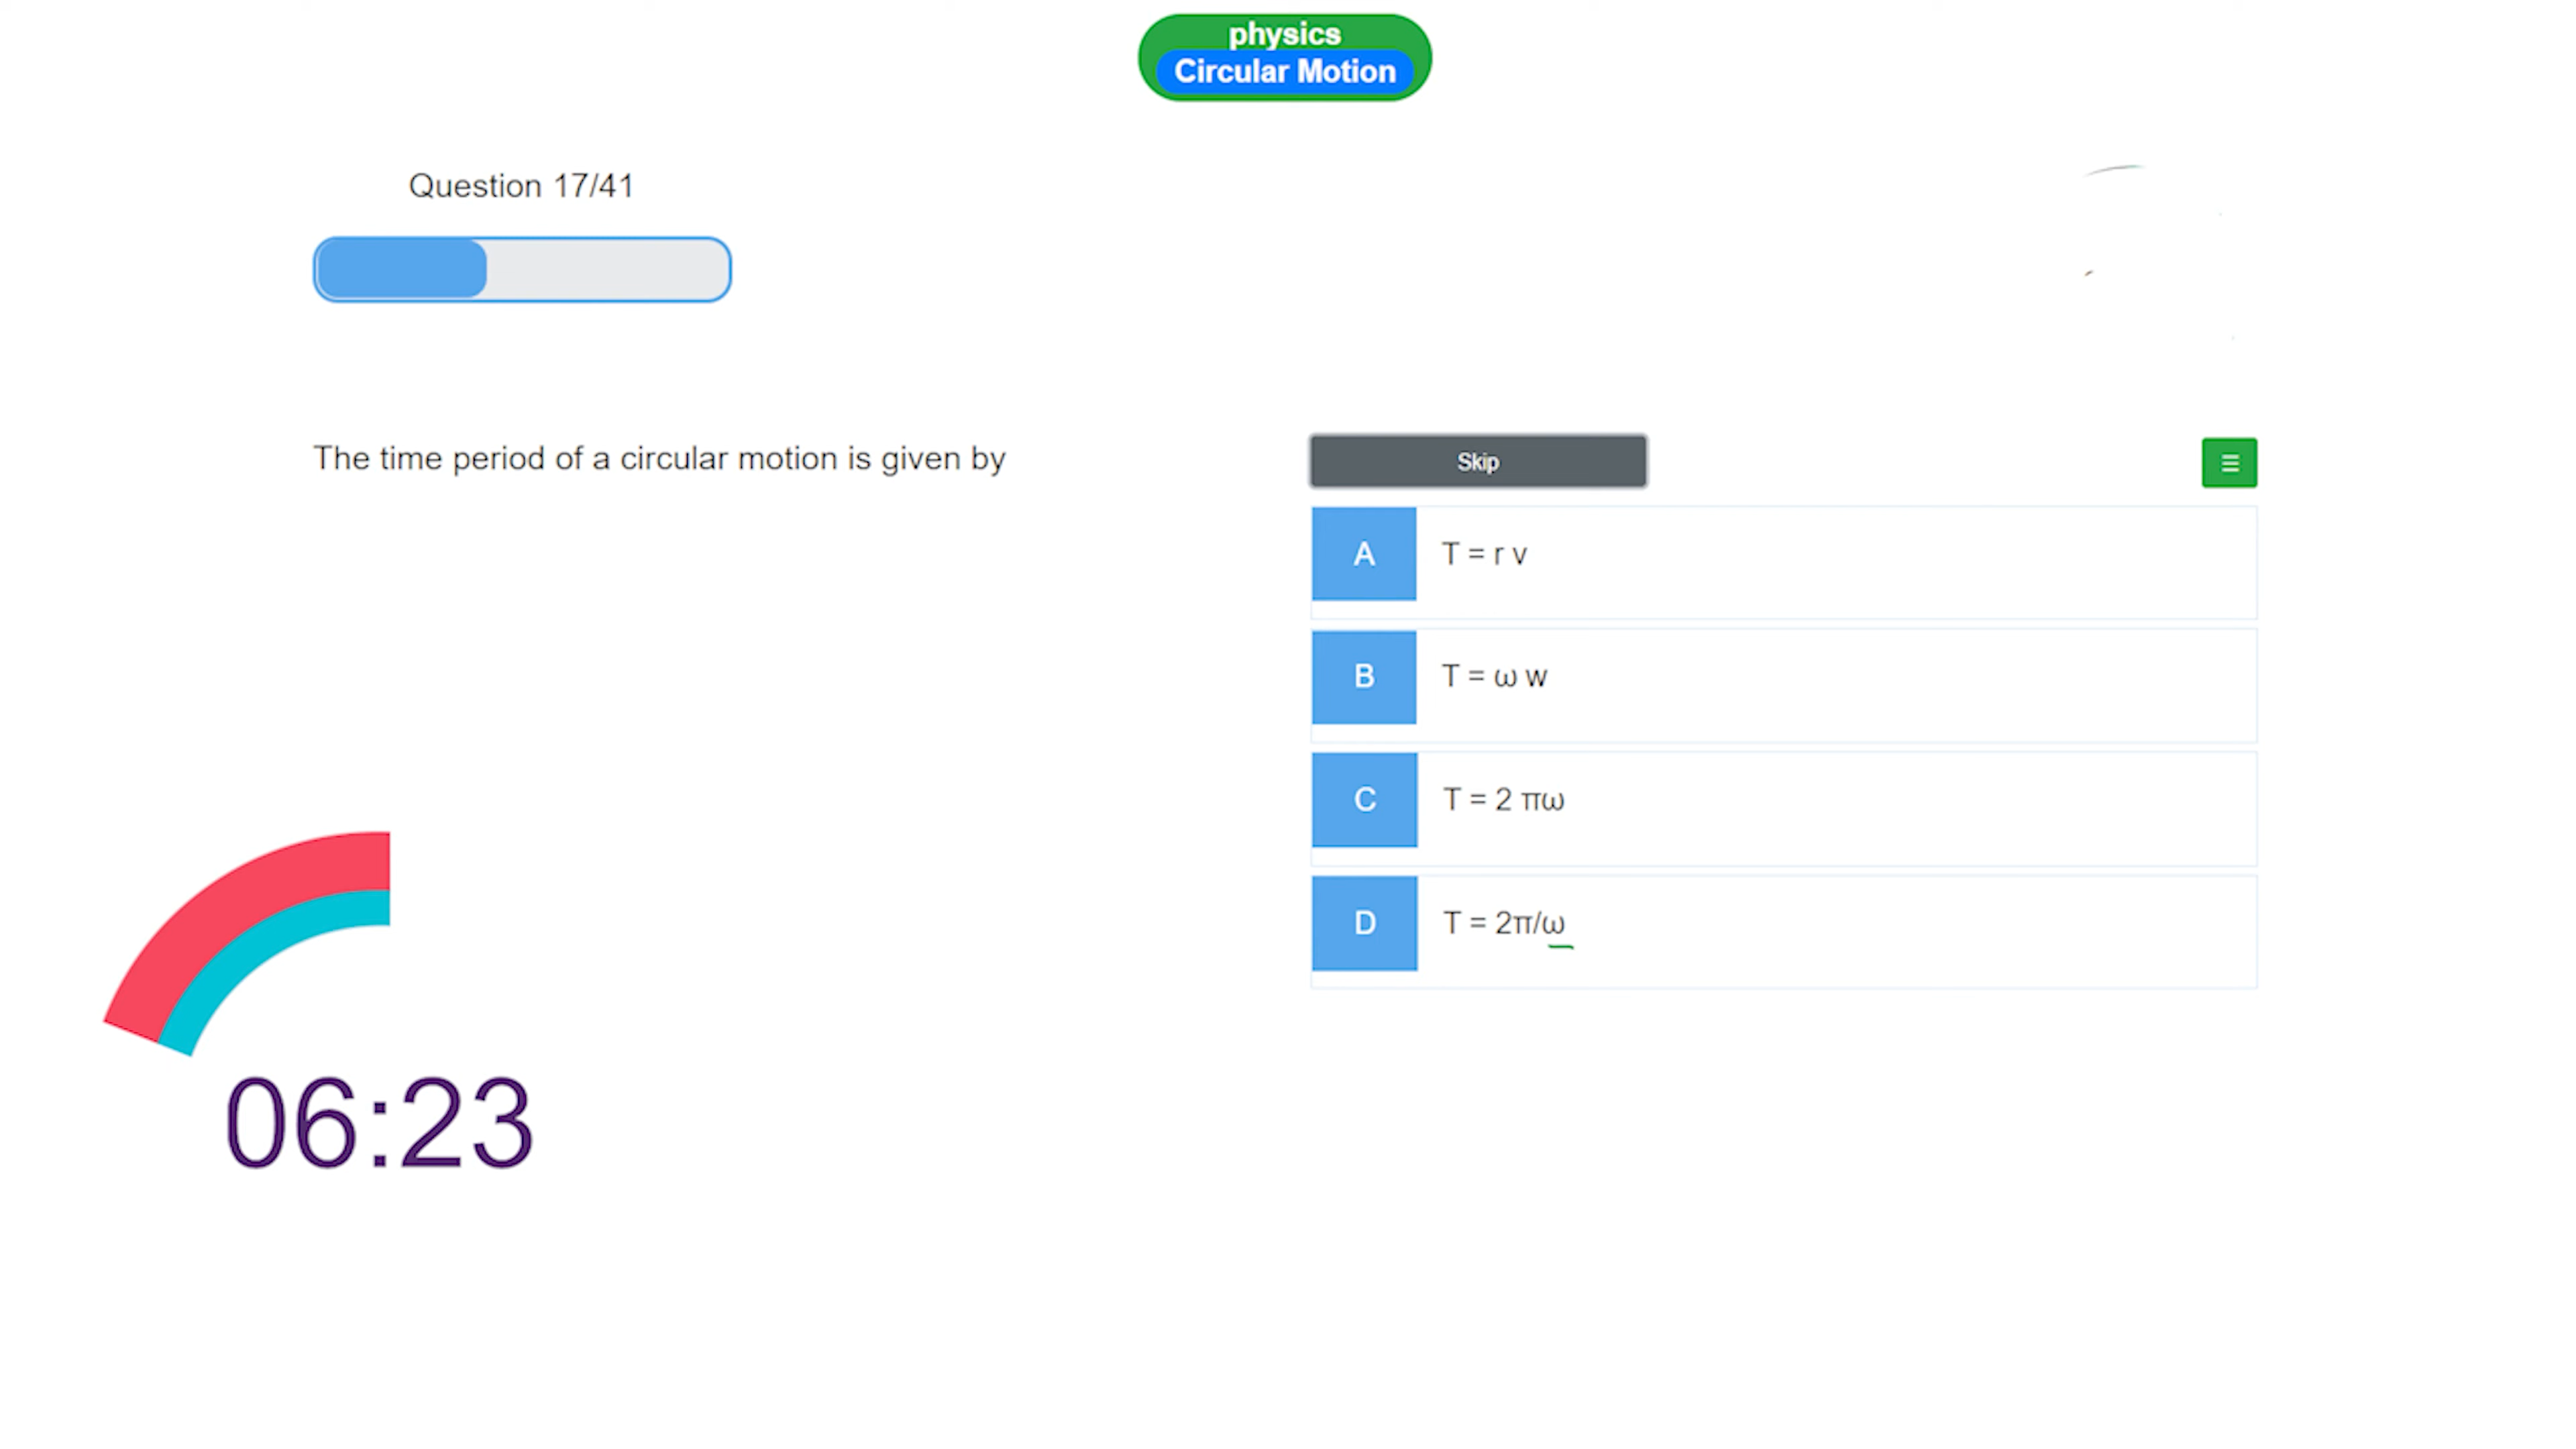 physics
Circular Motion
Question 17/41
The time period of a circular motion is given by
Skip
A T = r v
B T = ω w
C T = 2 πω
D T = 2π/ω
06:23